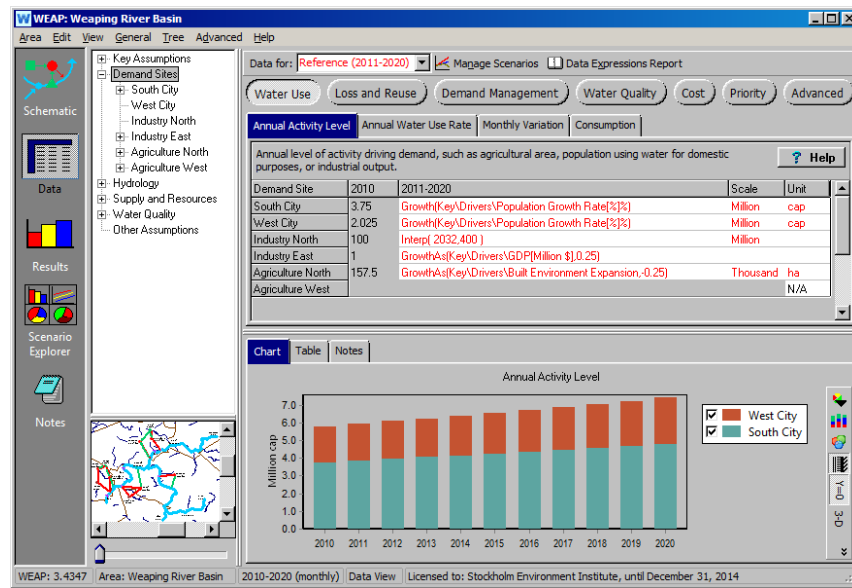 WEAP: Weaping River Basin
Area Edit View General Tree Advanced Help
Schematic
Data
Results
Scenario
Explorer
Notes
Key Assumptions
Demand Sites
South City
West City
Industry North
Industry East
Agriculture North
Agriculture West
Hydrology
Supply and Resources
Water Quality
Other Assumptions
Data for: Reference (2011-2020) Manage Scenarios Data Expressions Report
Water Use Loss and Reuse Demand Management Water Quality Cost Priority Advanced
Annual Activity Level Annual Water Use Rate Monthly Variation Consumption
Annual level of activity driving demand, such as agricultural area, population using water for domestic
purposes, or industrial output.
? Help
Demand Site 2010 2011-2020 Scale Unit
South City 3.75 Growth(Key\Drivers\Population Growth Rate[%]%) Million cap
West City 2.025 Growth(Key\Drivers\Population Growth Rate[%]%) Million cap
Industry North 100 Interp( 2032,400 ) Million
Industry East 1 GrowthAs(Key\Drivers\GDP[Million $],0.25)
Agriculture North 157.5 GrowthAs(Key\Drivers\Built Environment Expansion,-0.25) Thousand ha
Agriculture West N/A
Chart Table Notes
Annual Activity Level
Million cap
7.0
6.0
5.0
4.0
3.0
2.0
1.0
0.0
2010 2011 2012 2013 2014 2015 2016 2017 2018 2019 2020
West City
South City
Y=0
3-D
WEAP: 3.4347 Area: Weaping River Basin 2010-2020 (monthly) Data View Licensed to: Stockholm Environment Institute, until December 31, 2014